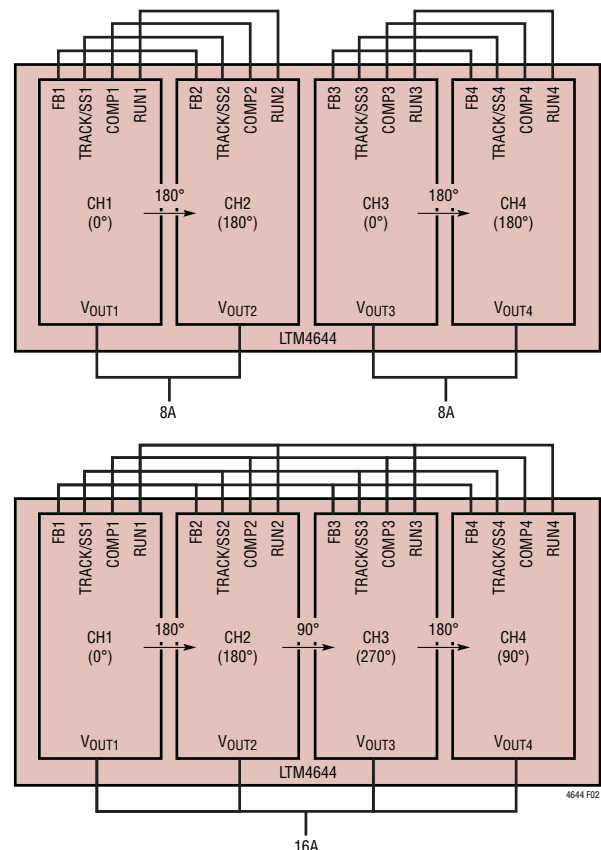 FB1 TRACK/SS1 COMP1 RUN1 FB2 TRACK/SS2 COMP2 RUN2 FB3 TRACK/SS3 COMP3 RUN3 FB4 TRACK/SS4 COMP4 RUN4
180° 180°
CH1 CH2 CH3 CH4
(0°) (180°) (0°) (180°)
VOUT1 VOUT2 VOUT3 VOUT4
LTM4644
8A 8A
FB1 TRACK/SS1 COMP1 RUN1 FB2 TRACK/SS2 COMP2 RUN2 FB3 TRACK/SS3 COMP3 RUN3 FB4 TRACK/SS4 COMP4 RUN4
180° 90° 180°
CH1 CH2 CH3 CH4
(0°) (180°) (270°) (90°)
VOUT1 VOUT2 VOUT3 VOUT4
LTM4644
4644 F02
16A